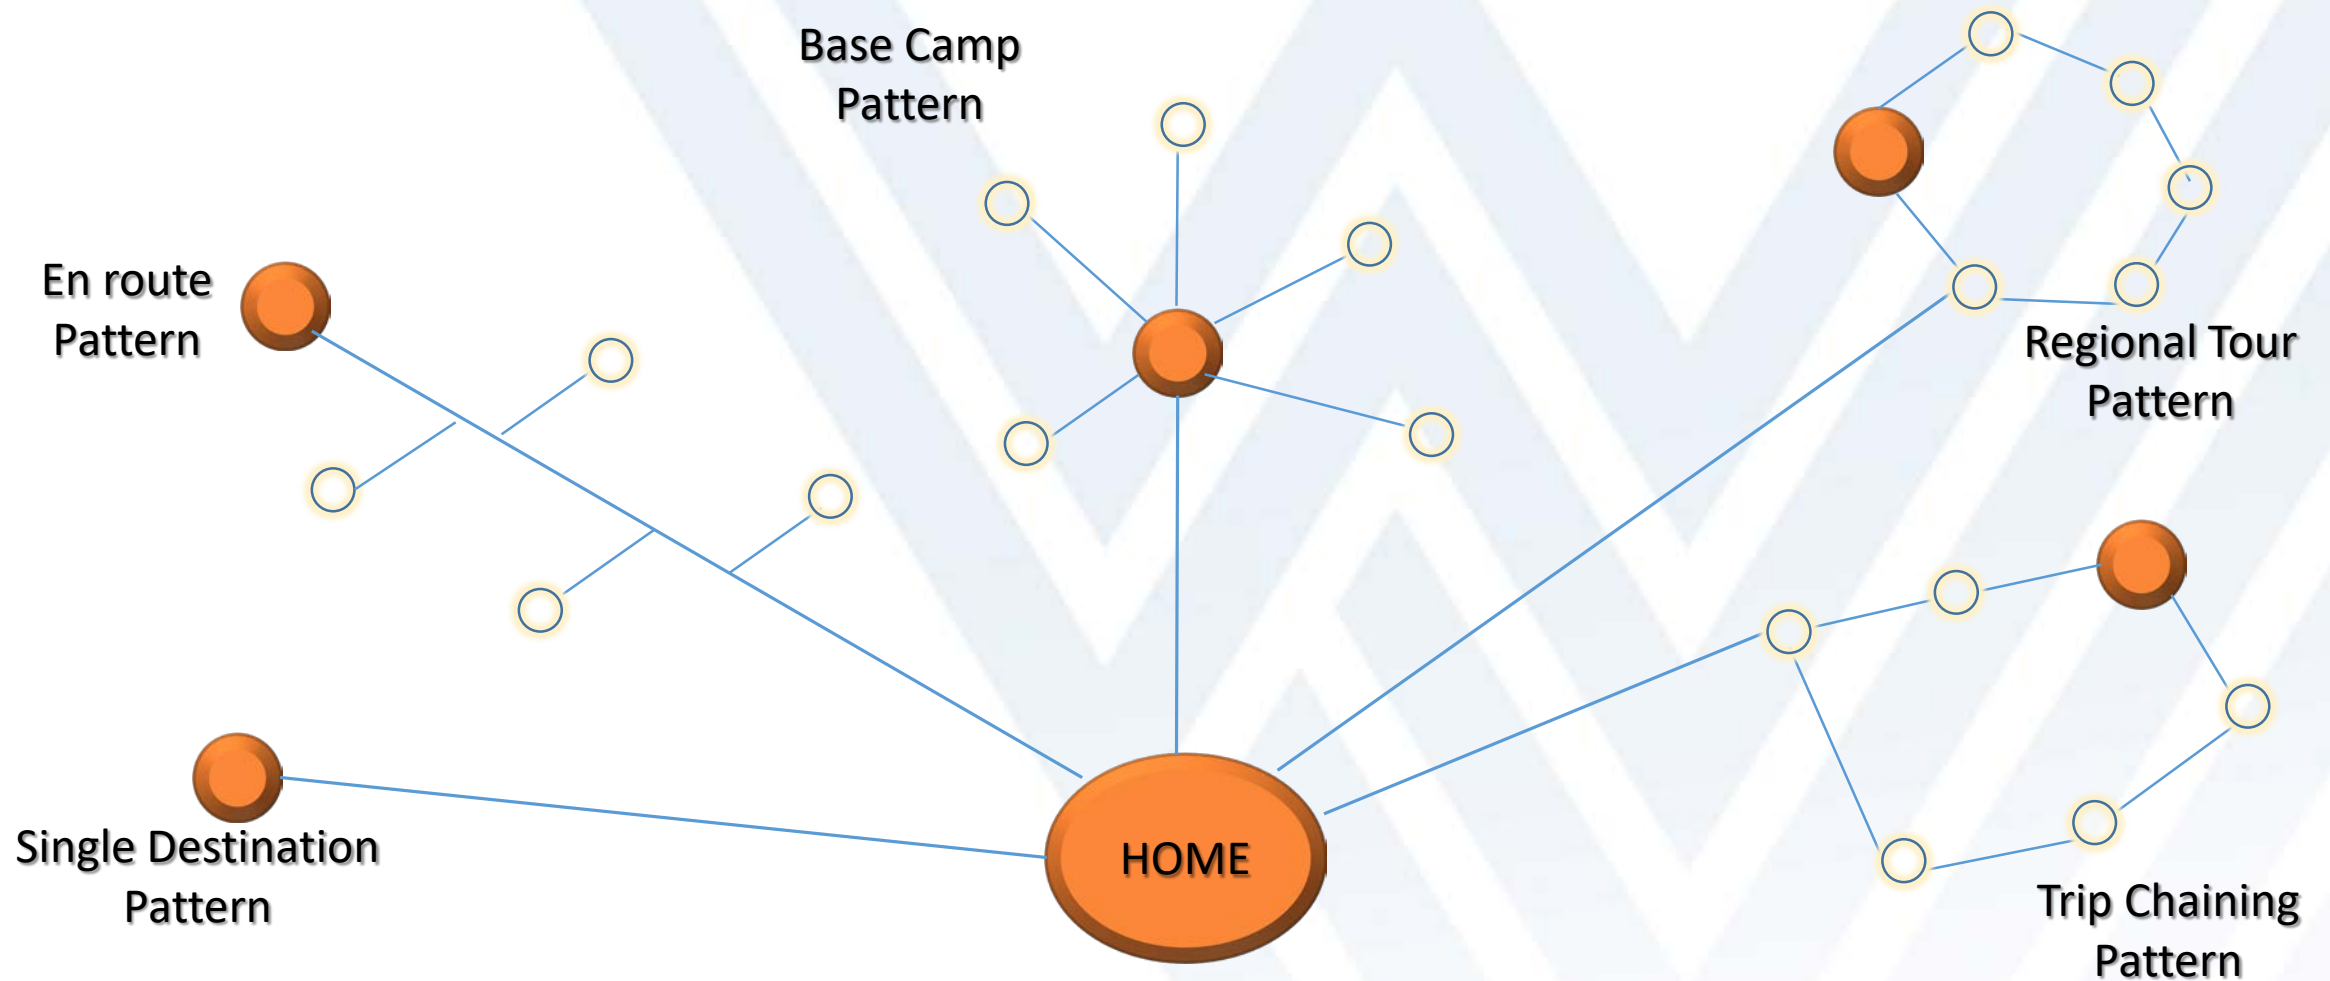 Base Camp
Pattern
En route
Pattern
Regional Tour
Pattern
Single Destination
Pattern
HOME
Trip Chaining
Pattern